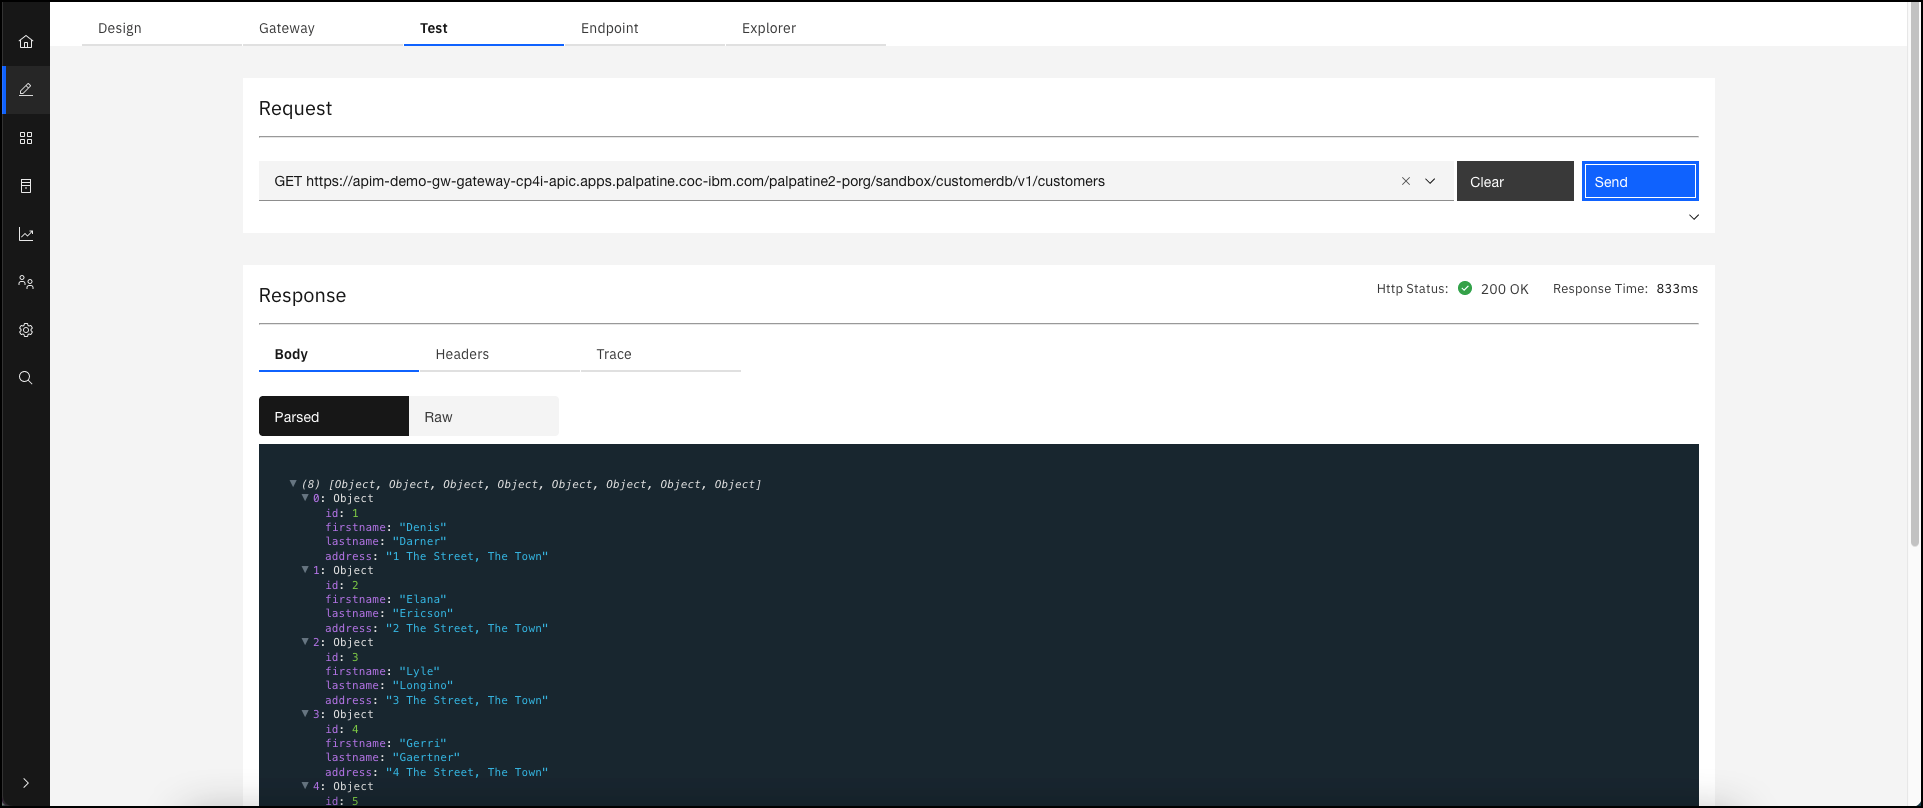 Design Gateway Test Endpoint Explorer
Request
GET https://apim-demo-gw-gateway-cp4i-apic.apps.palpatine.coc-ibm.com/palpatine2-porg/sandbox/customerdb/v1/customers Clear Send
Response Http Status: 200 OK Response Time: 833ms
Body Headers Trace
Parsed Raw
(8) [Object, Object, Object, Object, Object, Object, Object, Object]
0: Object
id: 1
firstname: "Denis"
lastname: "Darner"
address: "1 The Street, The Town"
1: Object
id: 2
firstname: "Elana"
lastname: "Ericson"
address: "2 The Street, The Town"
2: Object
id: 3
firstname: "Lyle"
lastname: "Longino"
address: "3 The Street, The Town"
3: Object
id: 4
firstname: "Gerri"
lastname: "Gaertner"
address: "4 The Street, The Town"
4: Object
id: 5